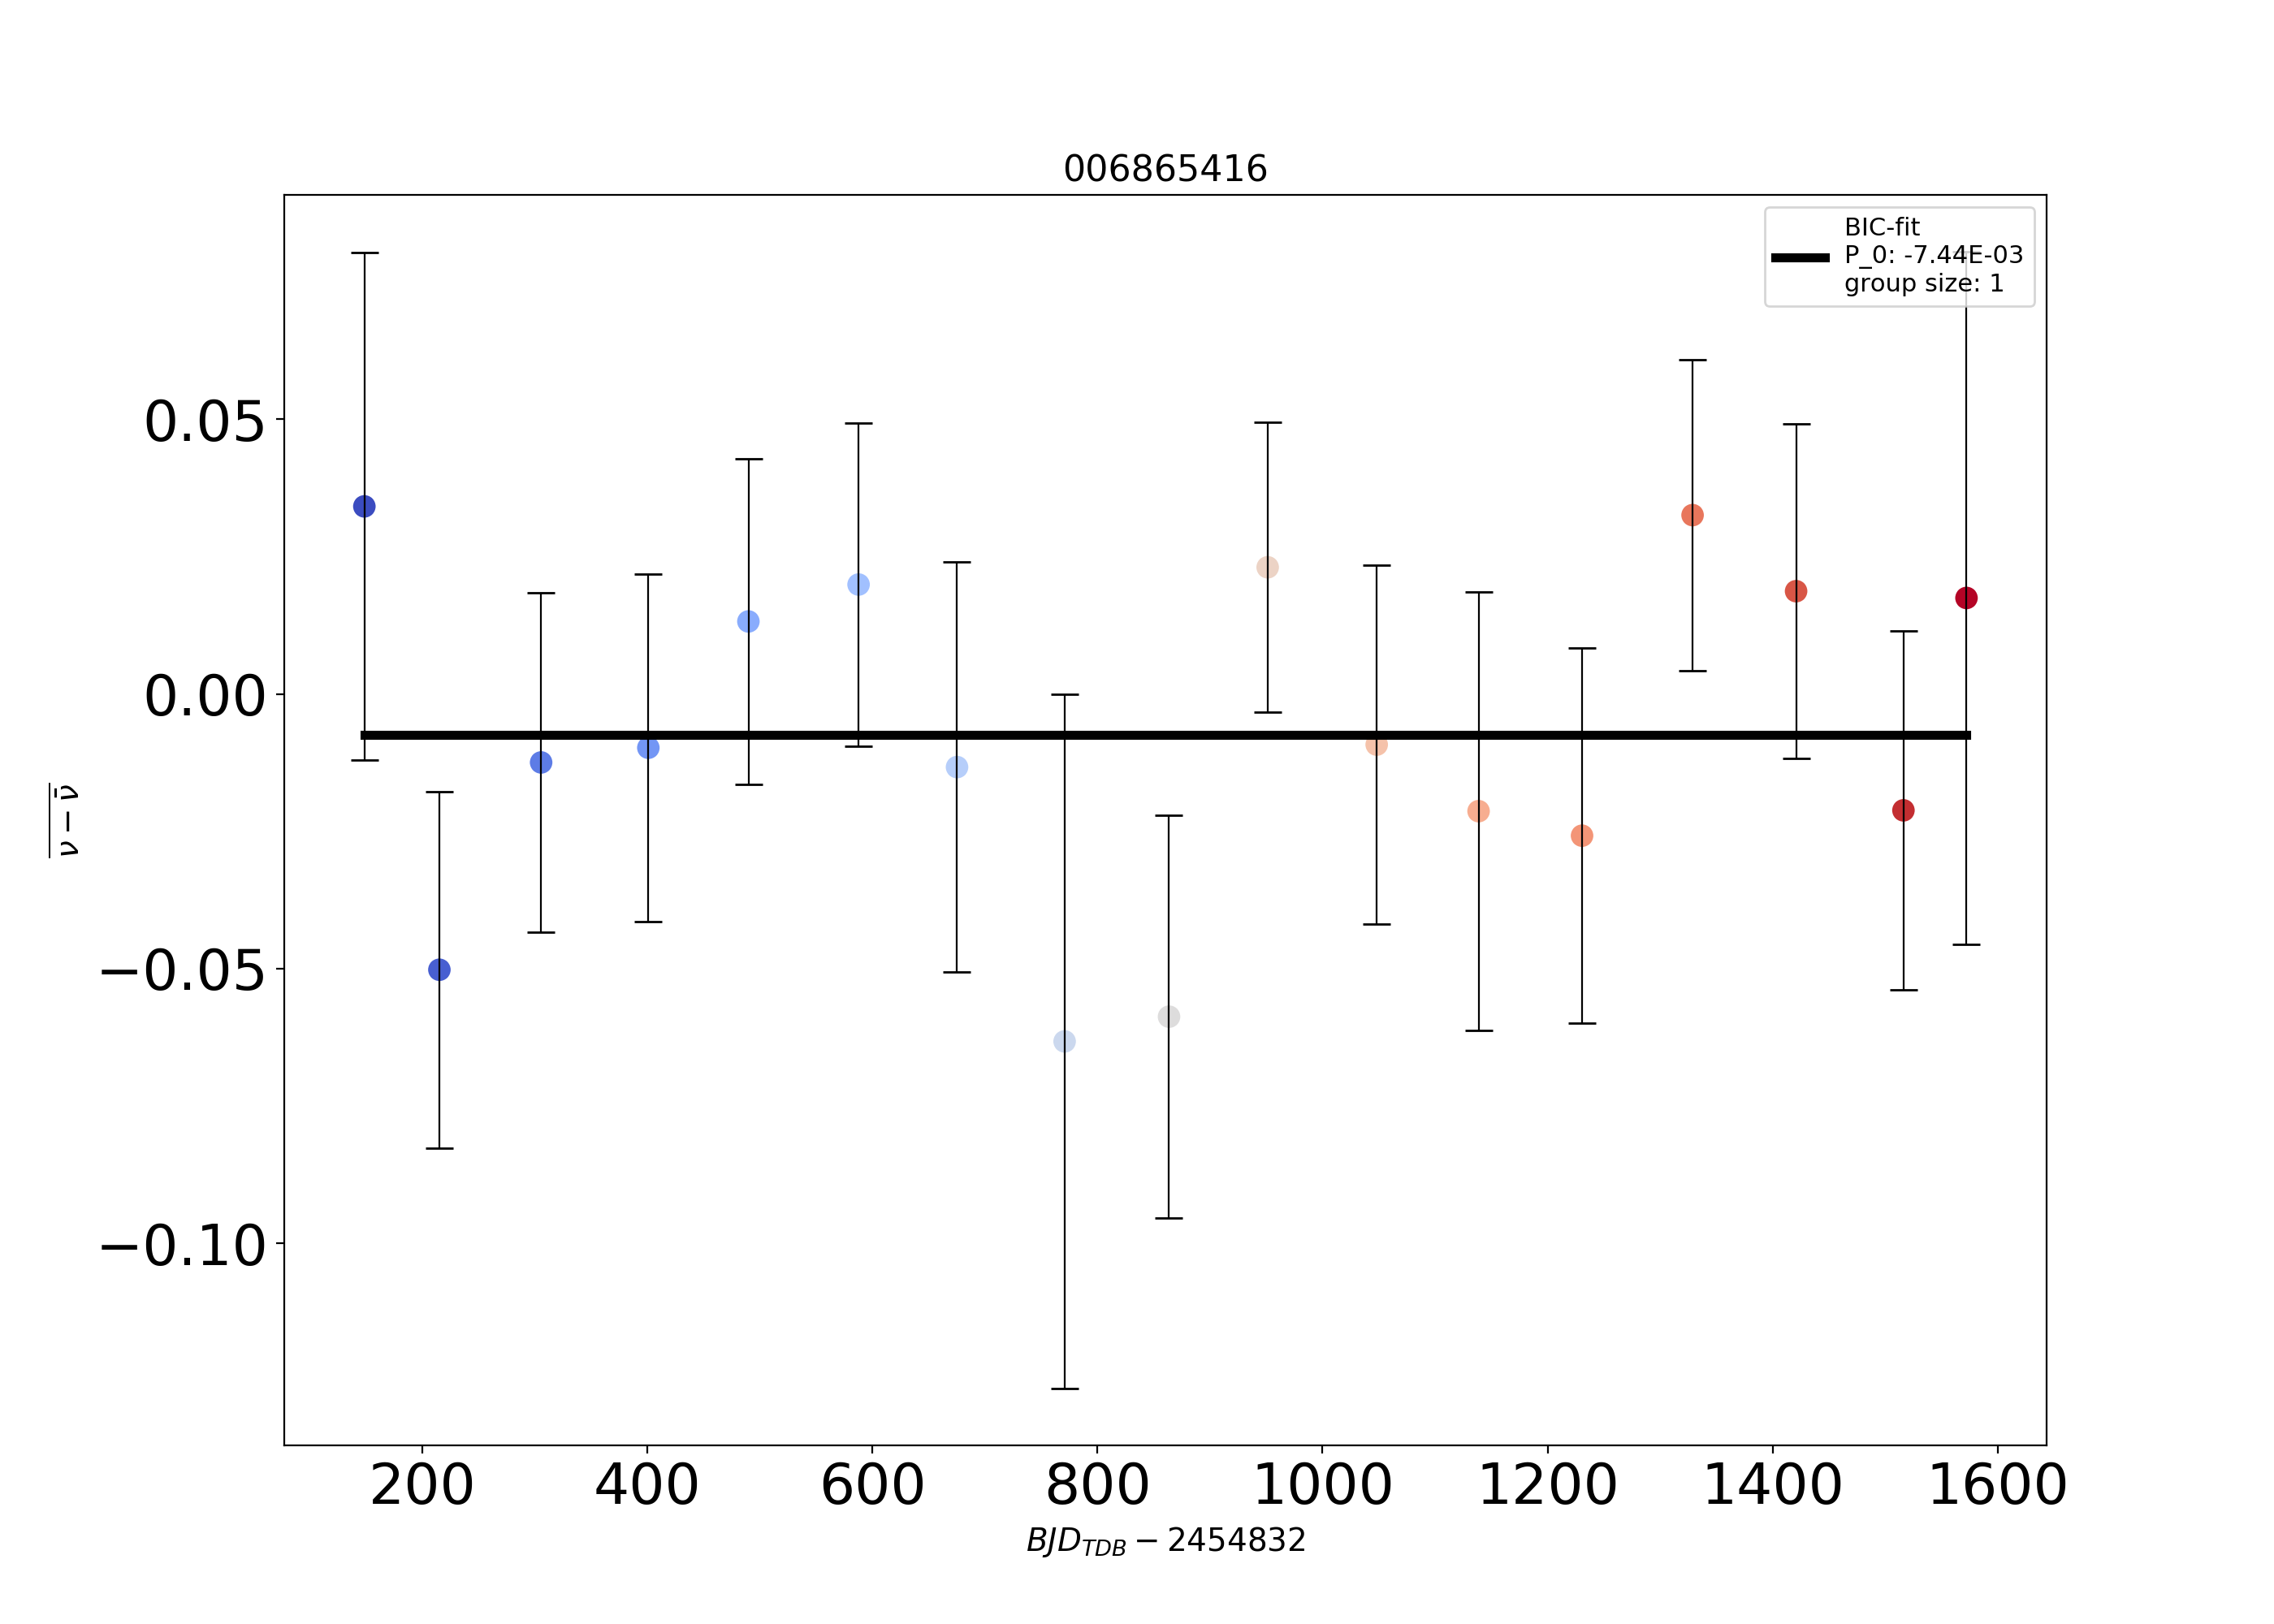 006865416
BIC-fit
P_0: -7.44E-03
group size: 1
0.05
0.00
−0.05
−0.10
ν − ν̄
200 400 600 800 1000 1200 1400 1600
BJD_TDB − 2454832